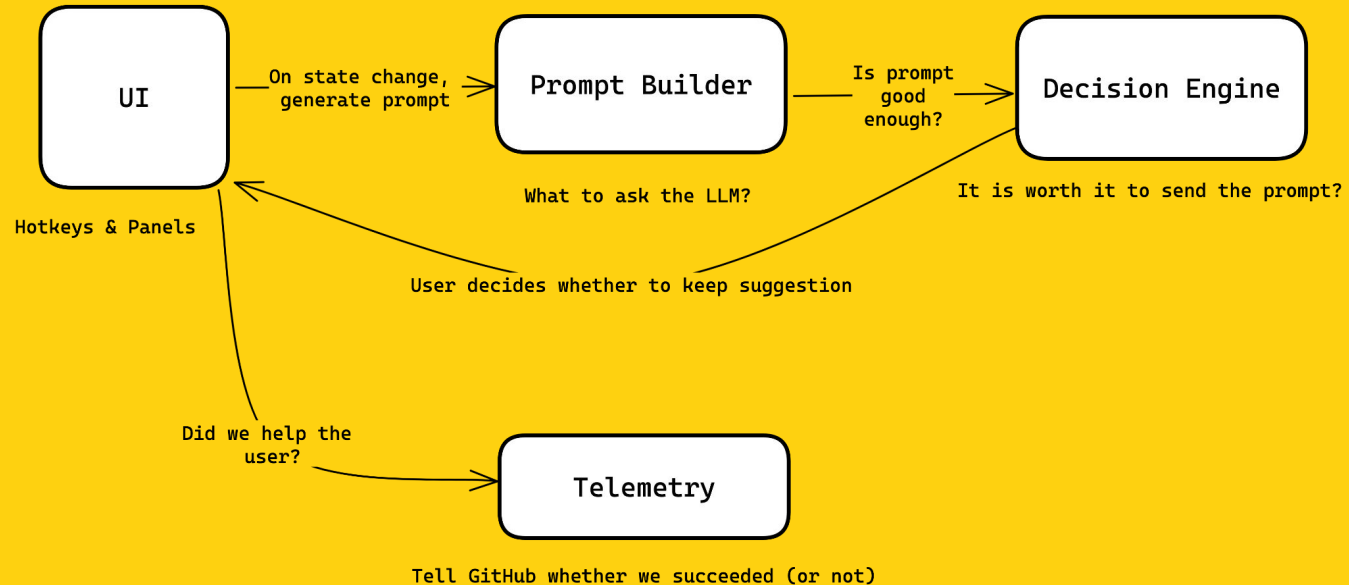 UI
On state change,
generate prompt
Prompt Builder
Is prompt
good
enough?
Decision Engine
What to ask the LLM?
It is worth it to send the prompt?
Hotkeys & Panels
User decides whether to keep suggestion
Did we help the
user?
Telemetry
Tell GitHub whether we succeeded (or not)